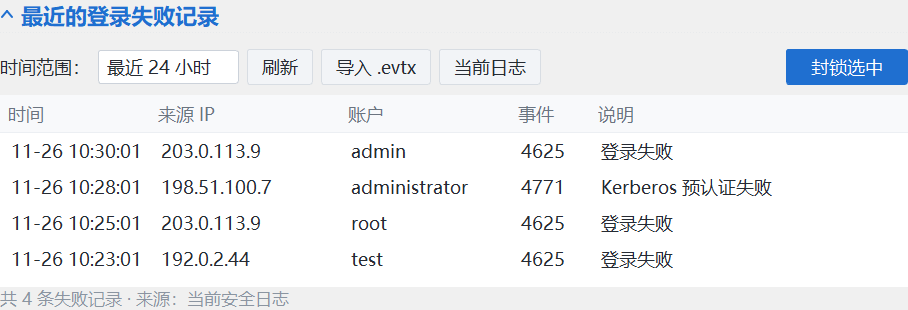 最近的登录失败记录
时间范围： 最近 24 小时 刷新 导入 .evtx 当前日志 封锁选中
时间 来源 IP 账户 事件 说明
11-26 10:30:01 203.0.113.9 admin 4625 登录失败
11-26 10:28:01 198.51.100.7 administrator 4771 Kerberos 预认证失败
11-26 10:25:01 203.0.113.9 root 4625 登录失败
11-26 10:23:01 192.0.2.44 test 4625 登录失败
共 4 条失败记录 · 来源：当前安全日志